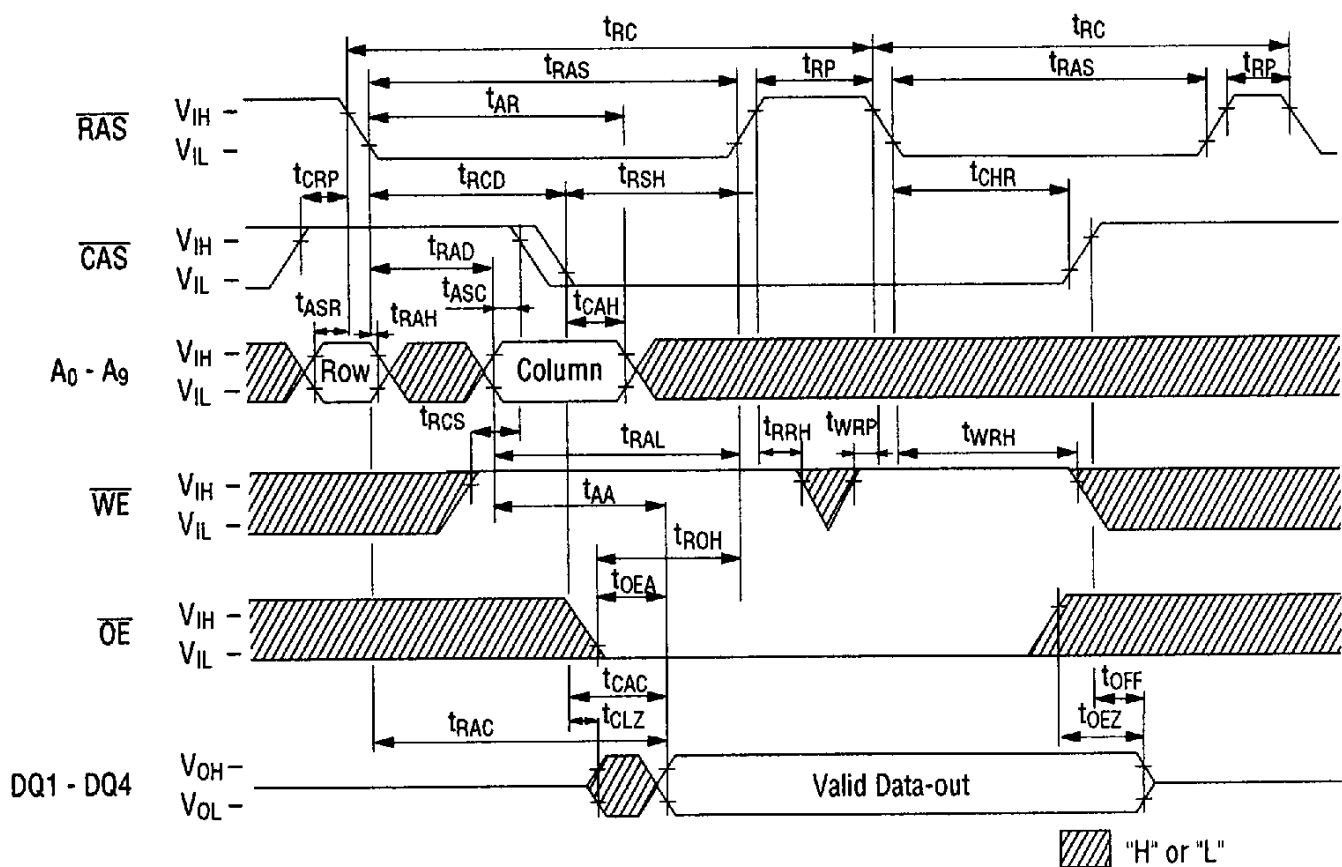 tRC tRC
tRAS tRP tRAS tRP
tAR
RAS VIH
VIL
tCRP tRCD tRSH tCHR
CAS VIH
VIL
tRAD
tASC
tASR tRAH tCAH
A0 - A9 VIH
VIL
Row Column
tRCS tRAL tRRH tWRP tWRH
WE VIH
VIL
tAA
tROH
tOEA
OE VIH
VIL
tCAC tOFF
tCLZ tOEZ
tRAC
DQ1 - DQ4 VOH
VOL
Valid Data-out
"H" or "L"